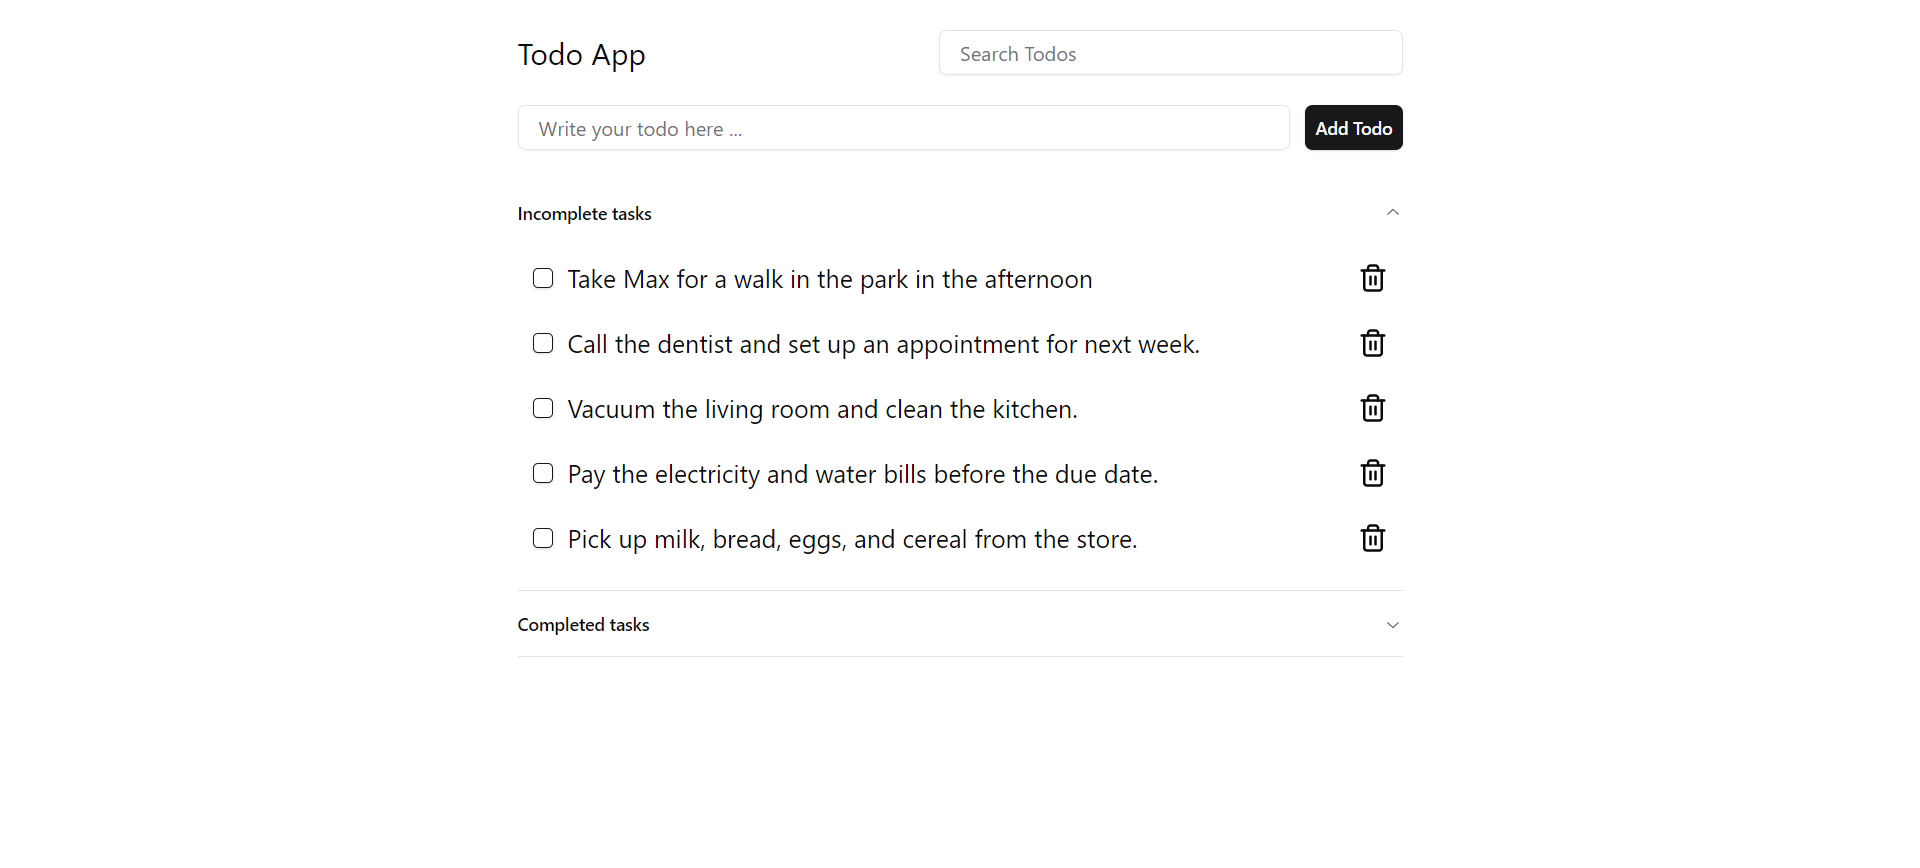 Todo App
Search Todos
Write your todo here ...
Add Todo
Incomplete tasks
Take Max for a walk in the park in the afternoon
Call the dentist and set up an appointment for next week.
Vacuum the living room and clean the kitchen.
Pay the electricity and water bills before the due date.
Pick up milk, bread, eggs, and cereal from the store.
Completed tasks